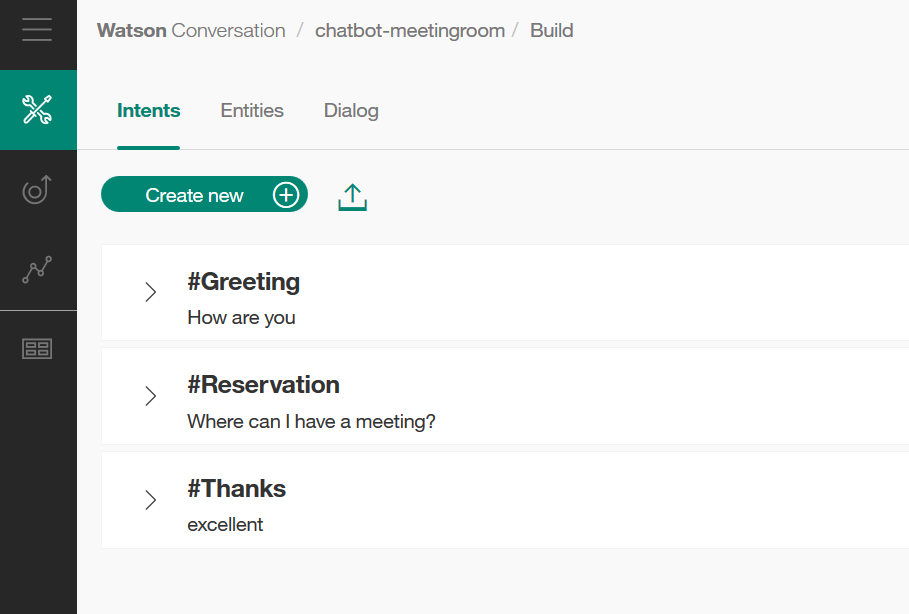 Watson Conversation / chatbot-meetingroom / Build
Intents Entities Dialog
Create new
#Greeting
How are you
#Reservation
Where can I have a meeting?
#Thanks
excellent